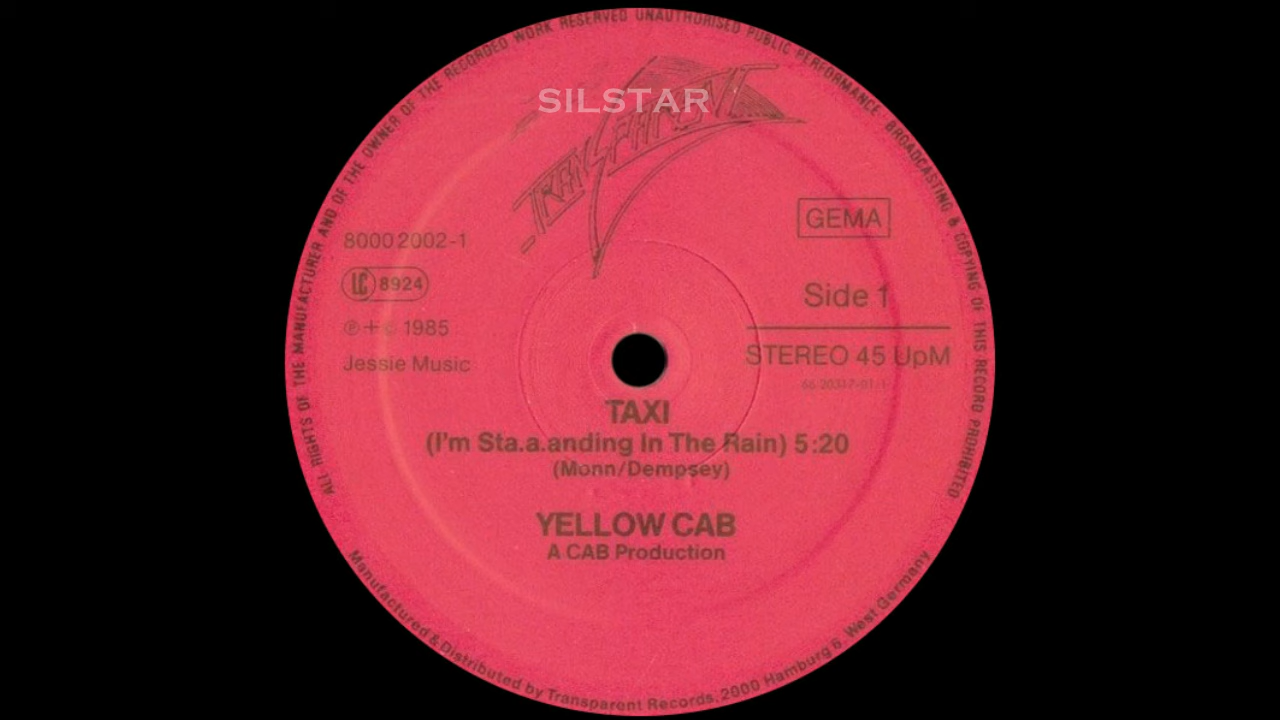 ALL RIGHTS OF THE MANUFACTURER AND OF THE OWNER OF THE RECORDED WORK RESERVED UNAUTHORISED PUBLIC PERFORMANCE BROADCASTING & COPYING OF THIS RECORD PROHIBITED
SILSTAR
TRANSPARENT
GEMA
80002002-1
LC 8924
Side 1
℗+© 1985
STEREO 45 UpM
Jessie Music
TAXI
(I'm Sta.a.anding In The Rain) 5:20
(Monn/Dempsey)
YELLOW CAB
A CAB Production
Manufactured & Distributed by Transparent Records, 2000 Hamburg 6, West Germany